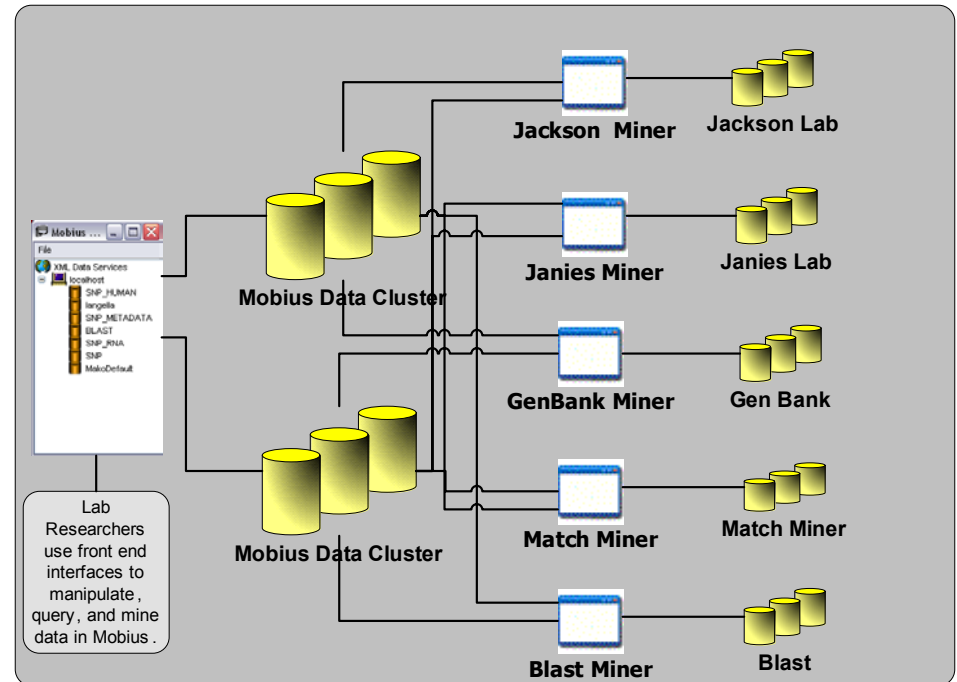 Mobius ...
File
XML Data Services
localhost
SNP_HUMAN
langella
SNP_METADATA
BLAST
SNP_RNA
SNP
MakoDefault
Lab
Researchers
use front end
interfaces to
manipulate,
query, and mine
data in Mobius.
Mobius Data Cluster
Mobius Data Cluster
Jackson Miner
Jackson Lab
Janies Miner
Janies Lab
GenBank Miner
Gen Bank
Match Miner
Match Miner
Blast Miner
Blast